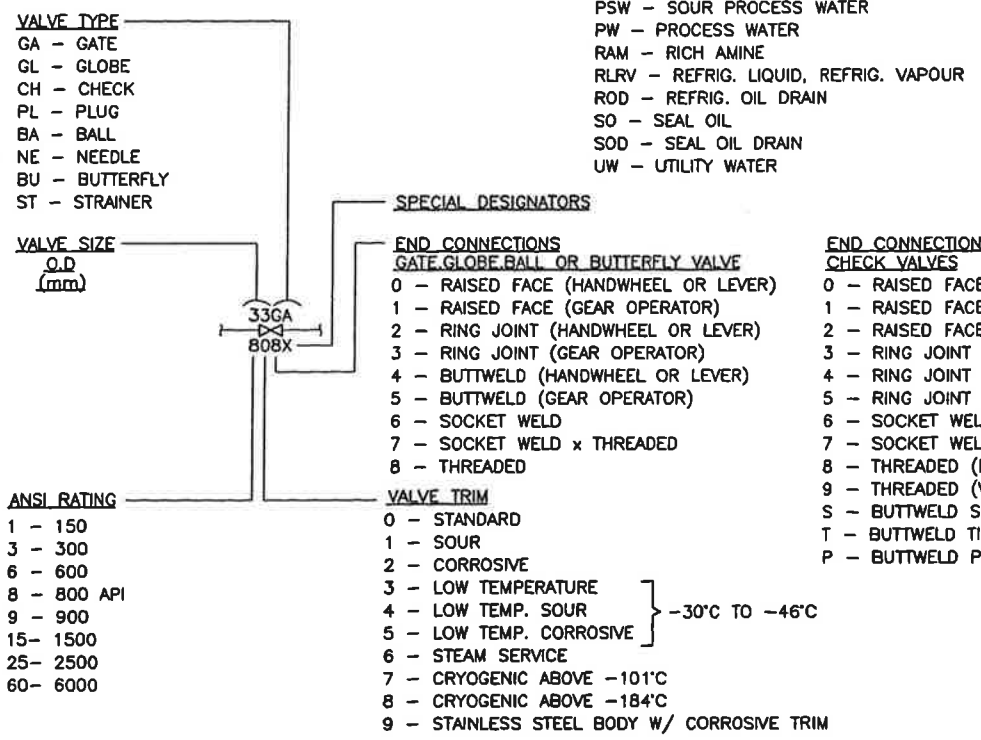 VALVE TYPE
GA – GATE
GL – GLOBE
CH – CHECK
PL – PLUG
BA – BALL
NE – NEEDLE
BU – BUTTERFLY
ST – STRAINER
PSW – SOUR PROCESS WATER
PW – PROCESS WATER
RAM – RICH AMINE
RLRV – REFRIG. LIQUID, REFRIG. VAPOUR
ROD – REFRIG. OIL DRAIN
SO – SEAL OIL
SOD – SEAL OIL DRAIN
UW – UTILITY WATER
SPECIAL DESIGNATORS
VALVE SIZE
O.D
(mm)
33GA
808X
END CONNECTIONS
GATE,GLOBE,BALL OR BUTTERFLY VALVE
0 – RAISED FACE (HANDWHEEL OR LEVER)
1 – RAISED FACE (GEAR OPERATOR)
2 – RING JOINT (HANDWHEEL OR LEVER)
3 – RING JOINT (GEAR OPERATOR)
4 – BUTTWELD (HANDWHEEL OR LEVER)
5 – BUTTWELD (GEAR OPERATOR)
6 – SOCKET WELD
7 – SOCKET WELD x THREADED
8 – THREADED
END CONNECTION
CHECK VALVES
0 – RAISED FACE
1 – RAISED FACE
2 – RAISED FACE
3 – RING JOINT
4 – RING JOINT
5 – RING JOINT
6 – SOCKET WEL
7 – SOCKET WEL
8 – THREADED (
9 – THREADED (
S – BUTTWELD S
T – BUTTWELD TI
P – BUTTWELD P
ANSI RATING
1 – 150
3 – 300
6 – 600
8 – 800 API
9 – 900
15– 1500
25– 2500
60– 6000
VALVE TRIM
0 – STANDARD
1 – SOUR
2 – CORROSIVE
3 – LOW TEMPERATURE
4 – LOW TEMP. SOUR
5 – LOW TEMP. CORROSIVE
–30°C TO –46°C
6 – STEAM SERVICE
7 – CRYOGENIC ABOVE –101°C
8 – CRYOGENIC ABOVE –184°C
9 – STAINLESS STEEL BODY W/ CORROSIVE TRIM